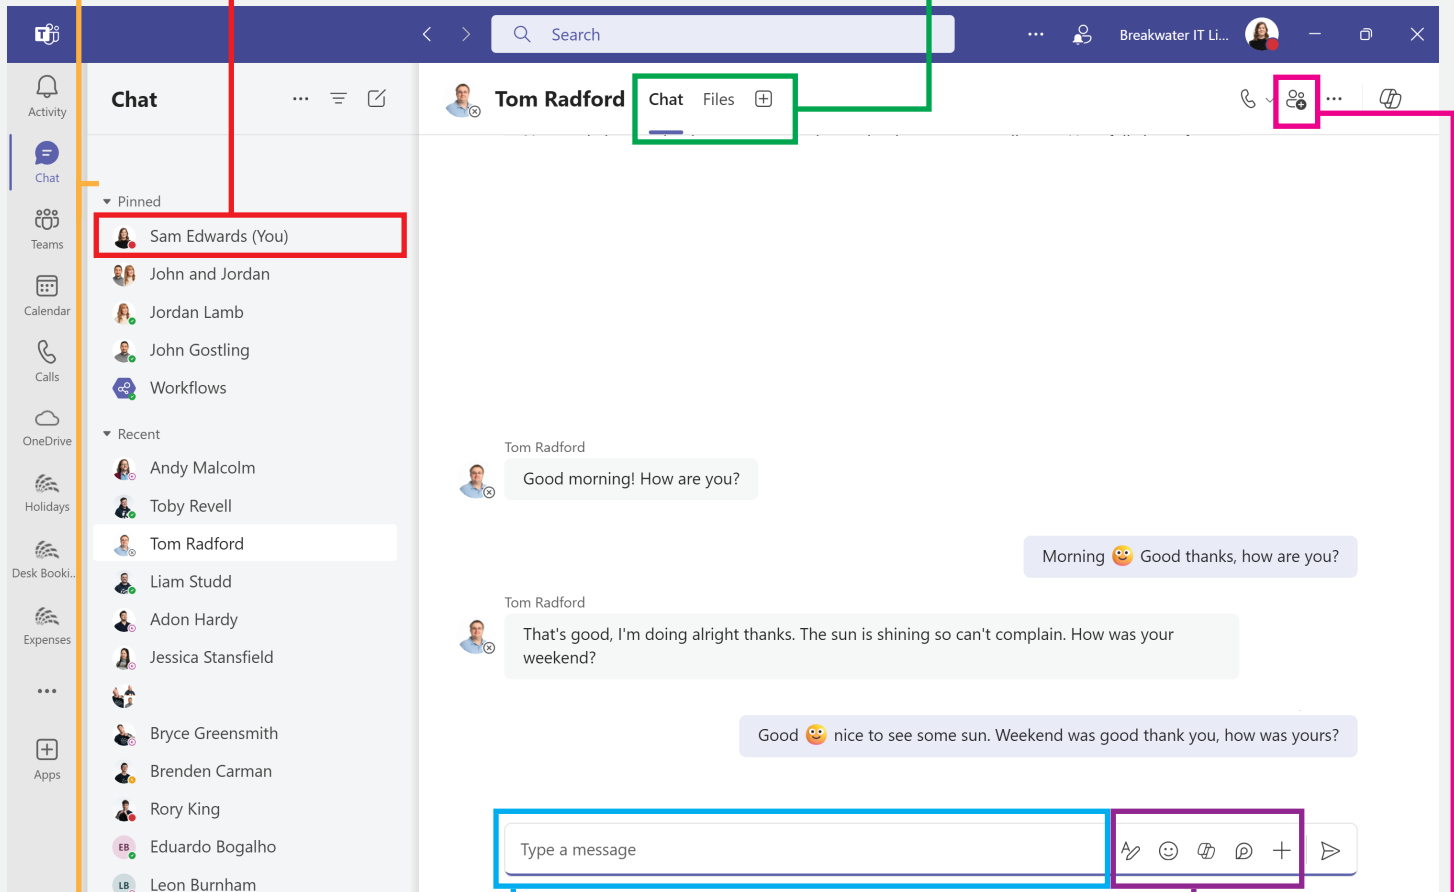 Search
Breakwater IT Li...
Activity
Chat
Teams
Calendar
Calls
OneDrive
Holidays
Desk Booki..
Expenses
Apps
Chat
Pinned
Sam Edwards (You)
John and Jordan
Jordan Lamb
John Gostling
Workflows
Recent
Andy Malcolm
Toby Revell
Tom Radford
Liam Studd
Adon Hardy
Jessica Stansfield
Bryce Greensmith
Brenden Carman
Rory King
EB Eduardo Bogalho
LB Leon Burnham
Tom Radford Chat Files
Tom Radford
Good morning! How are you?
Morning Good thanks, how are you?
Tom Radford
That's good, I'm doing alright thanks. The sun is shining so can't complain. How was your
weekend?
Good nice to see some sun. Weekend was good thank you, how was yours?
Type a message